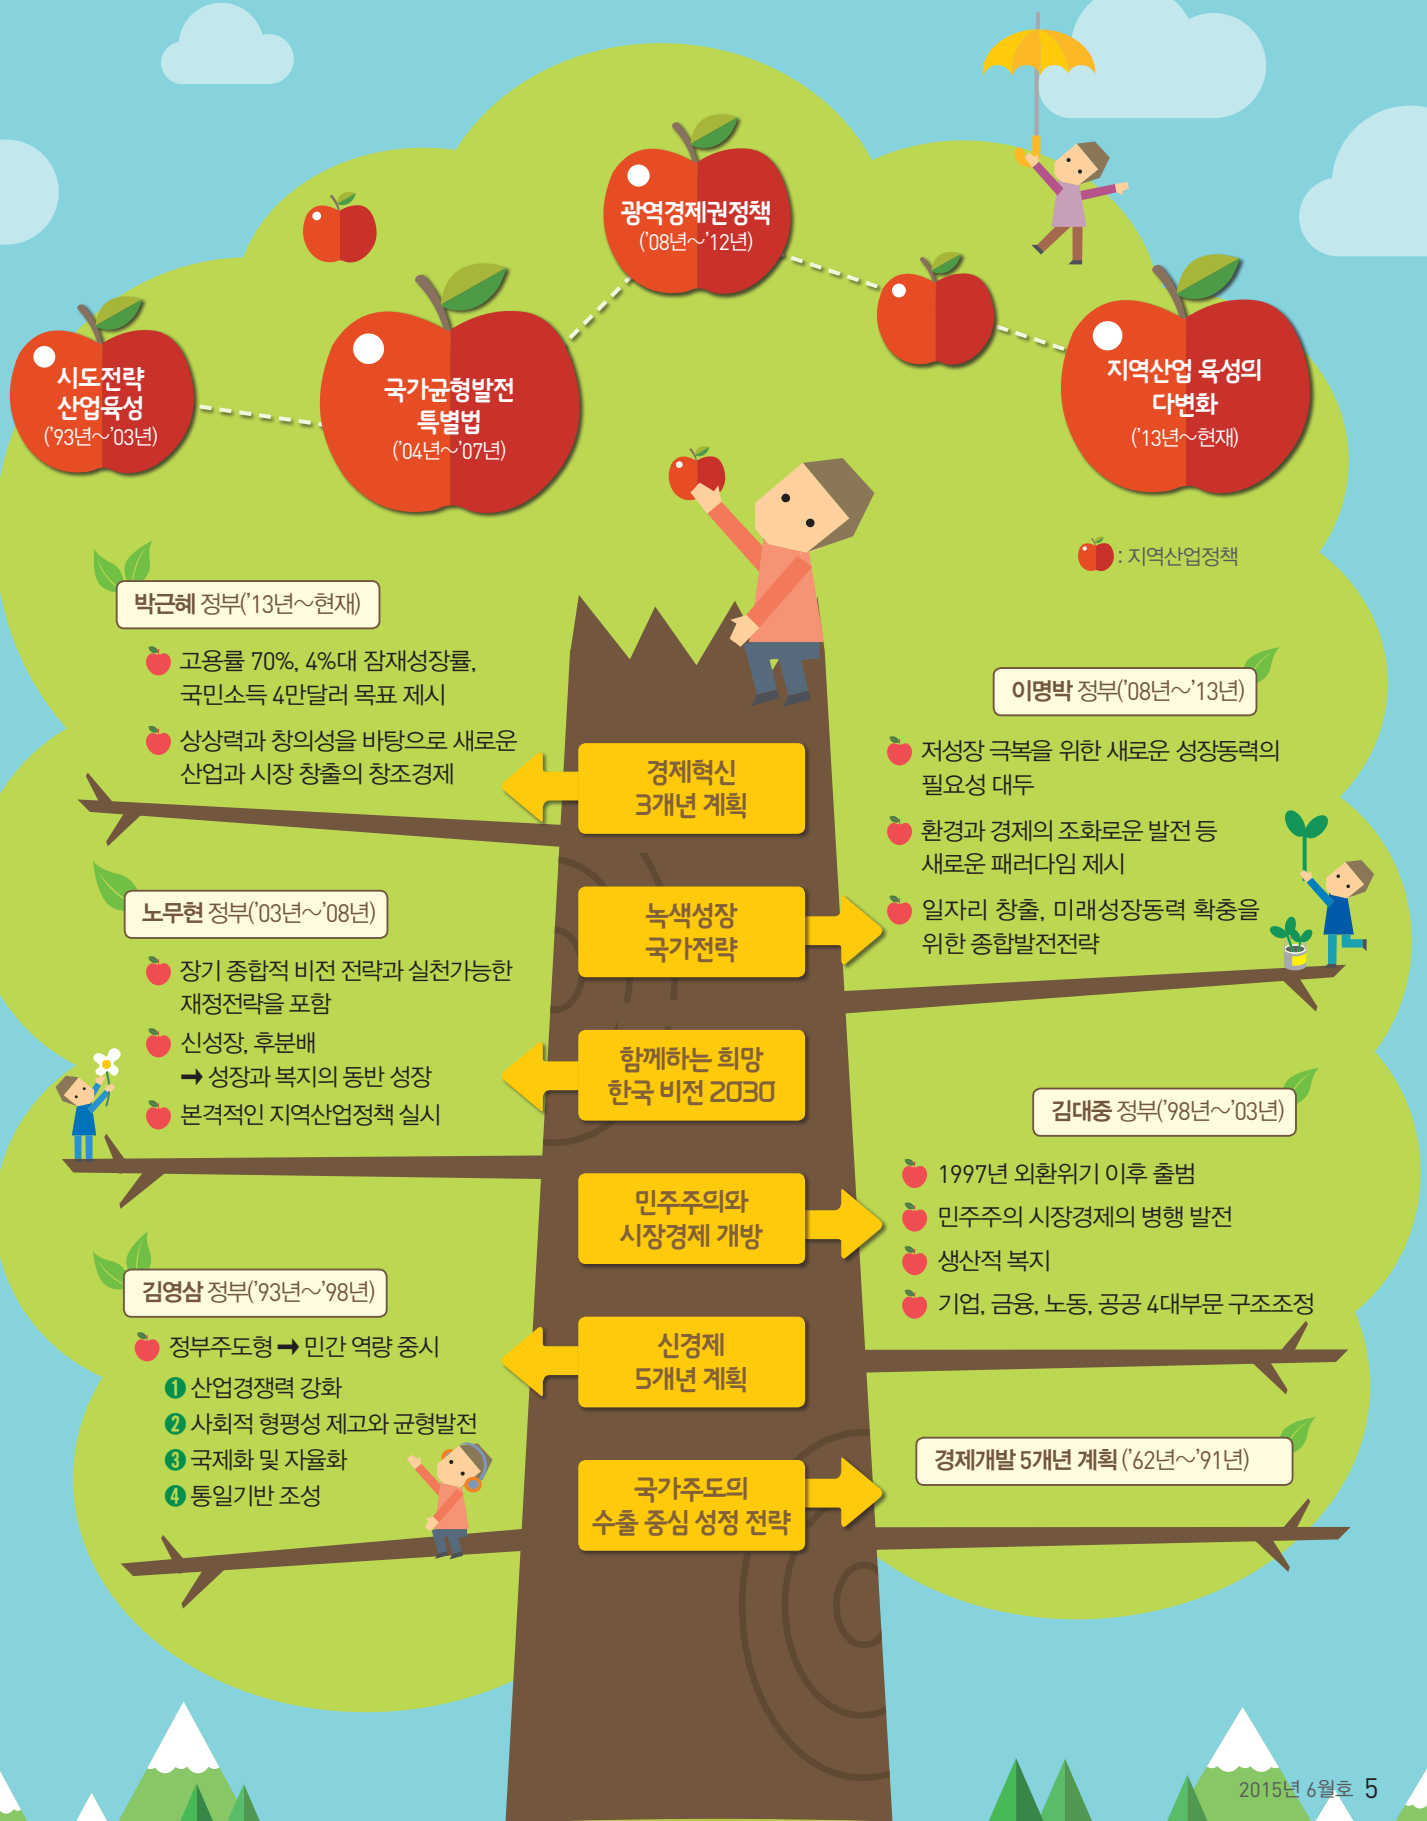 광역경제권정책
('08년~'12년)
시도전략
산업육성
('93년~'03년)
국가균형발전
특별법
('04년~'07년)
지역산업 육성의
다변화
('13년~현재)
: 지역산업정책
박근혜 정부('13년~현재)
고용률 70%, 4%대 잠재성장률,
국민소득 4만달러 목표 제시
상상력과 창의성을 바탕으로 새로운
산업과 시장 창출의 창조경제
경제혁신
3개년 계획
이명박 정부('08년~'13년)
저성장 극복을 위한 새로운 성장동력의
필요성 대두
환경과 경제의 조화로운 발전 등
새로운 패러다임 제시
일자리 창출, 미래성장동력 확충을
위한 종합발전전략
녹색성장
국가전략
노무현 정부('03년~'08년)
장기 종합적 비전 전략과 실천가능한
재정전략을 포함
신성장, 후분배
➞ 성장과 복지의 동반 성장
본격적인 지역산업정책 실시
함께하는 희망
한국 비전 2030
김대중 정부('98년~'03년)
1997년 외환위기 이후 출범
민주주의 시장경제의 병행 발전
생산적 복지
기업, 금융, 노동, 공공 4대부문 구조조정
민주주의와
시장경제 개방
김영삼 정부('93년~'98년)
정부주도형 ➞ 민간 역량 중시
❶ 산업경쟁력 강화
❷ 사회적 형평성 제고와 균형발전
❸ 국제화 및 자율화
❹ 통일기반 조성
신경제
5개년 계획
경제개발 5개년 계획 ('62년~'91년)
국가주도의
수출 중심 성정 전략
2015년 6월호 5